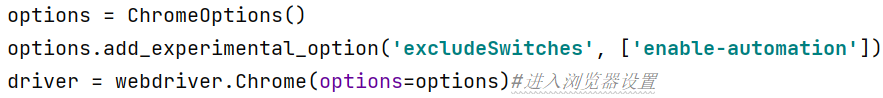 options = ChromeOptions()
options.add_experimental_option('excludeSwitches', ['enable-automation'])
driver = webdriver.Chrome(options=options)#进入浏览器设置